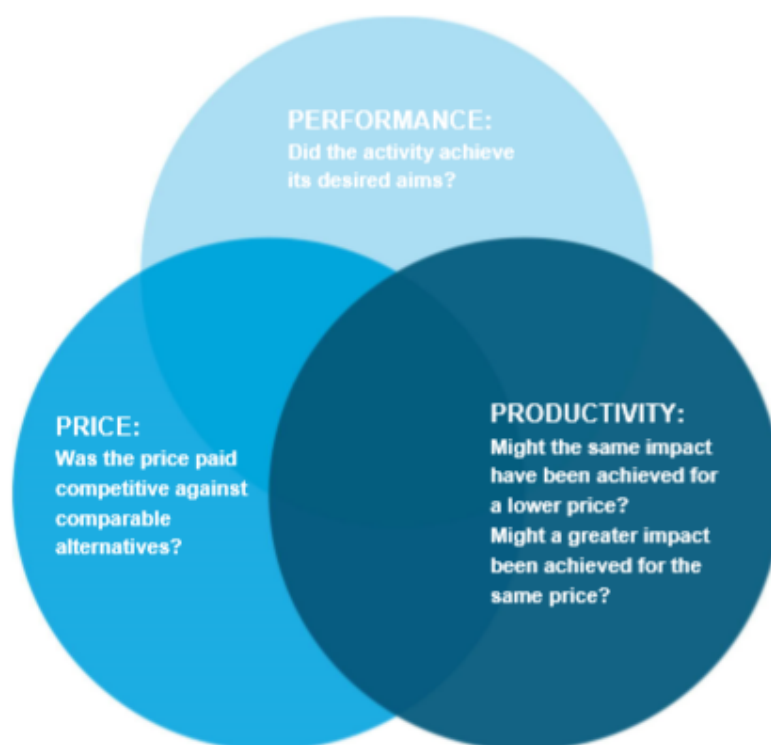 PERFORMANCE:
Did the activity achieve
its desired aims?
PRICE:
Was the price paid
competitive against
comparable
alternatives?
PRODUCTIVITY:
Might the same impact
have been achieved for
a lower price?
Might a greater impact
been achieved for the
same price?